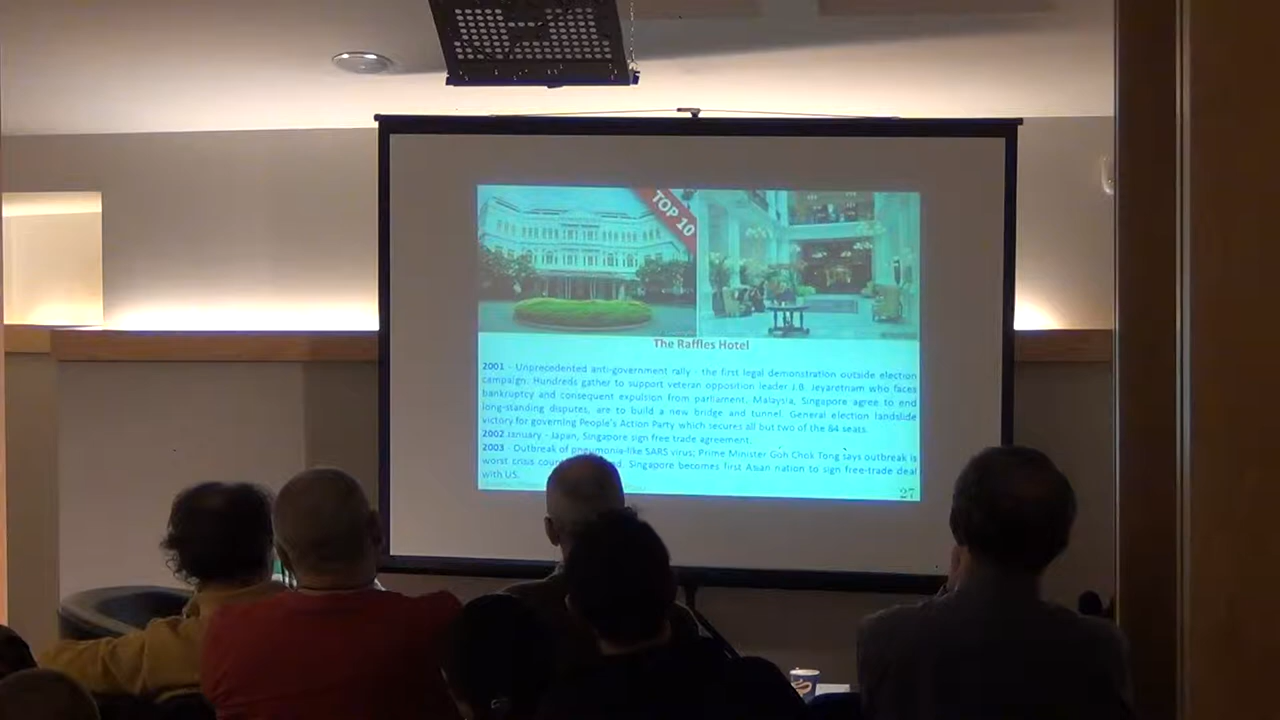 TOP 10
The Raffles Hotel
2001 - Unprecedented anti-government rally - the first legal demonstration outside election
campaign. Hundreds gather to support veteran opposition leader J.B. Jeyaretnam who faces
bankruptcy and consequent expulsion from parliament. Malaysia, Singapore agree to end
long-standing disputes, are to build a new bridge and tunnel. General election landslide
victory for governing People's Action Party which secures all but two of the 84 seats.
2002 January - Japan, Singapore sign free trade agreement.
2003 - Outbreak of pneumonia-like SARS virus; Prime Minister Goh Chok Tong says outbreak is
worst crisis Singapore becomes first Asian nation to sign free-trade deal
with US.
27